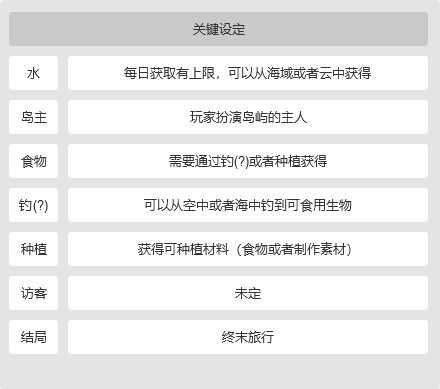 关键设定
水 每日获取有上限，可以从海域或者云中获得
岛主 玩家扮演岛屿的主人
食物 需要通过钓(?)或者种植获得
钓(?) 可以从空中或者海中钓到可食用生物
种植 获得可种植材料（食物或者制作素材）
访客 未定
结局 终末旅行